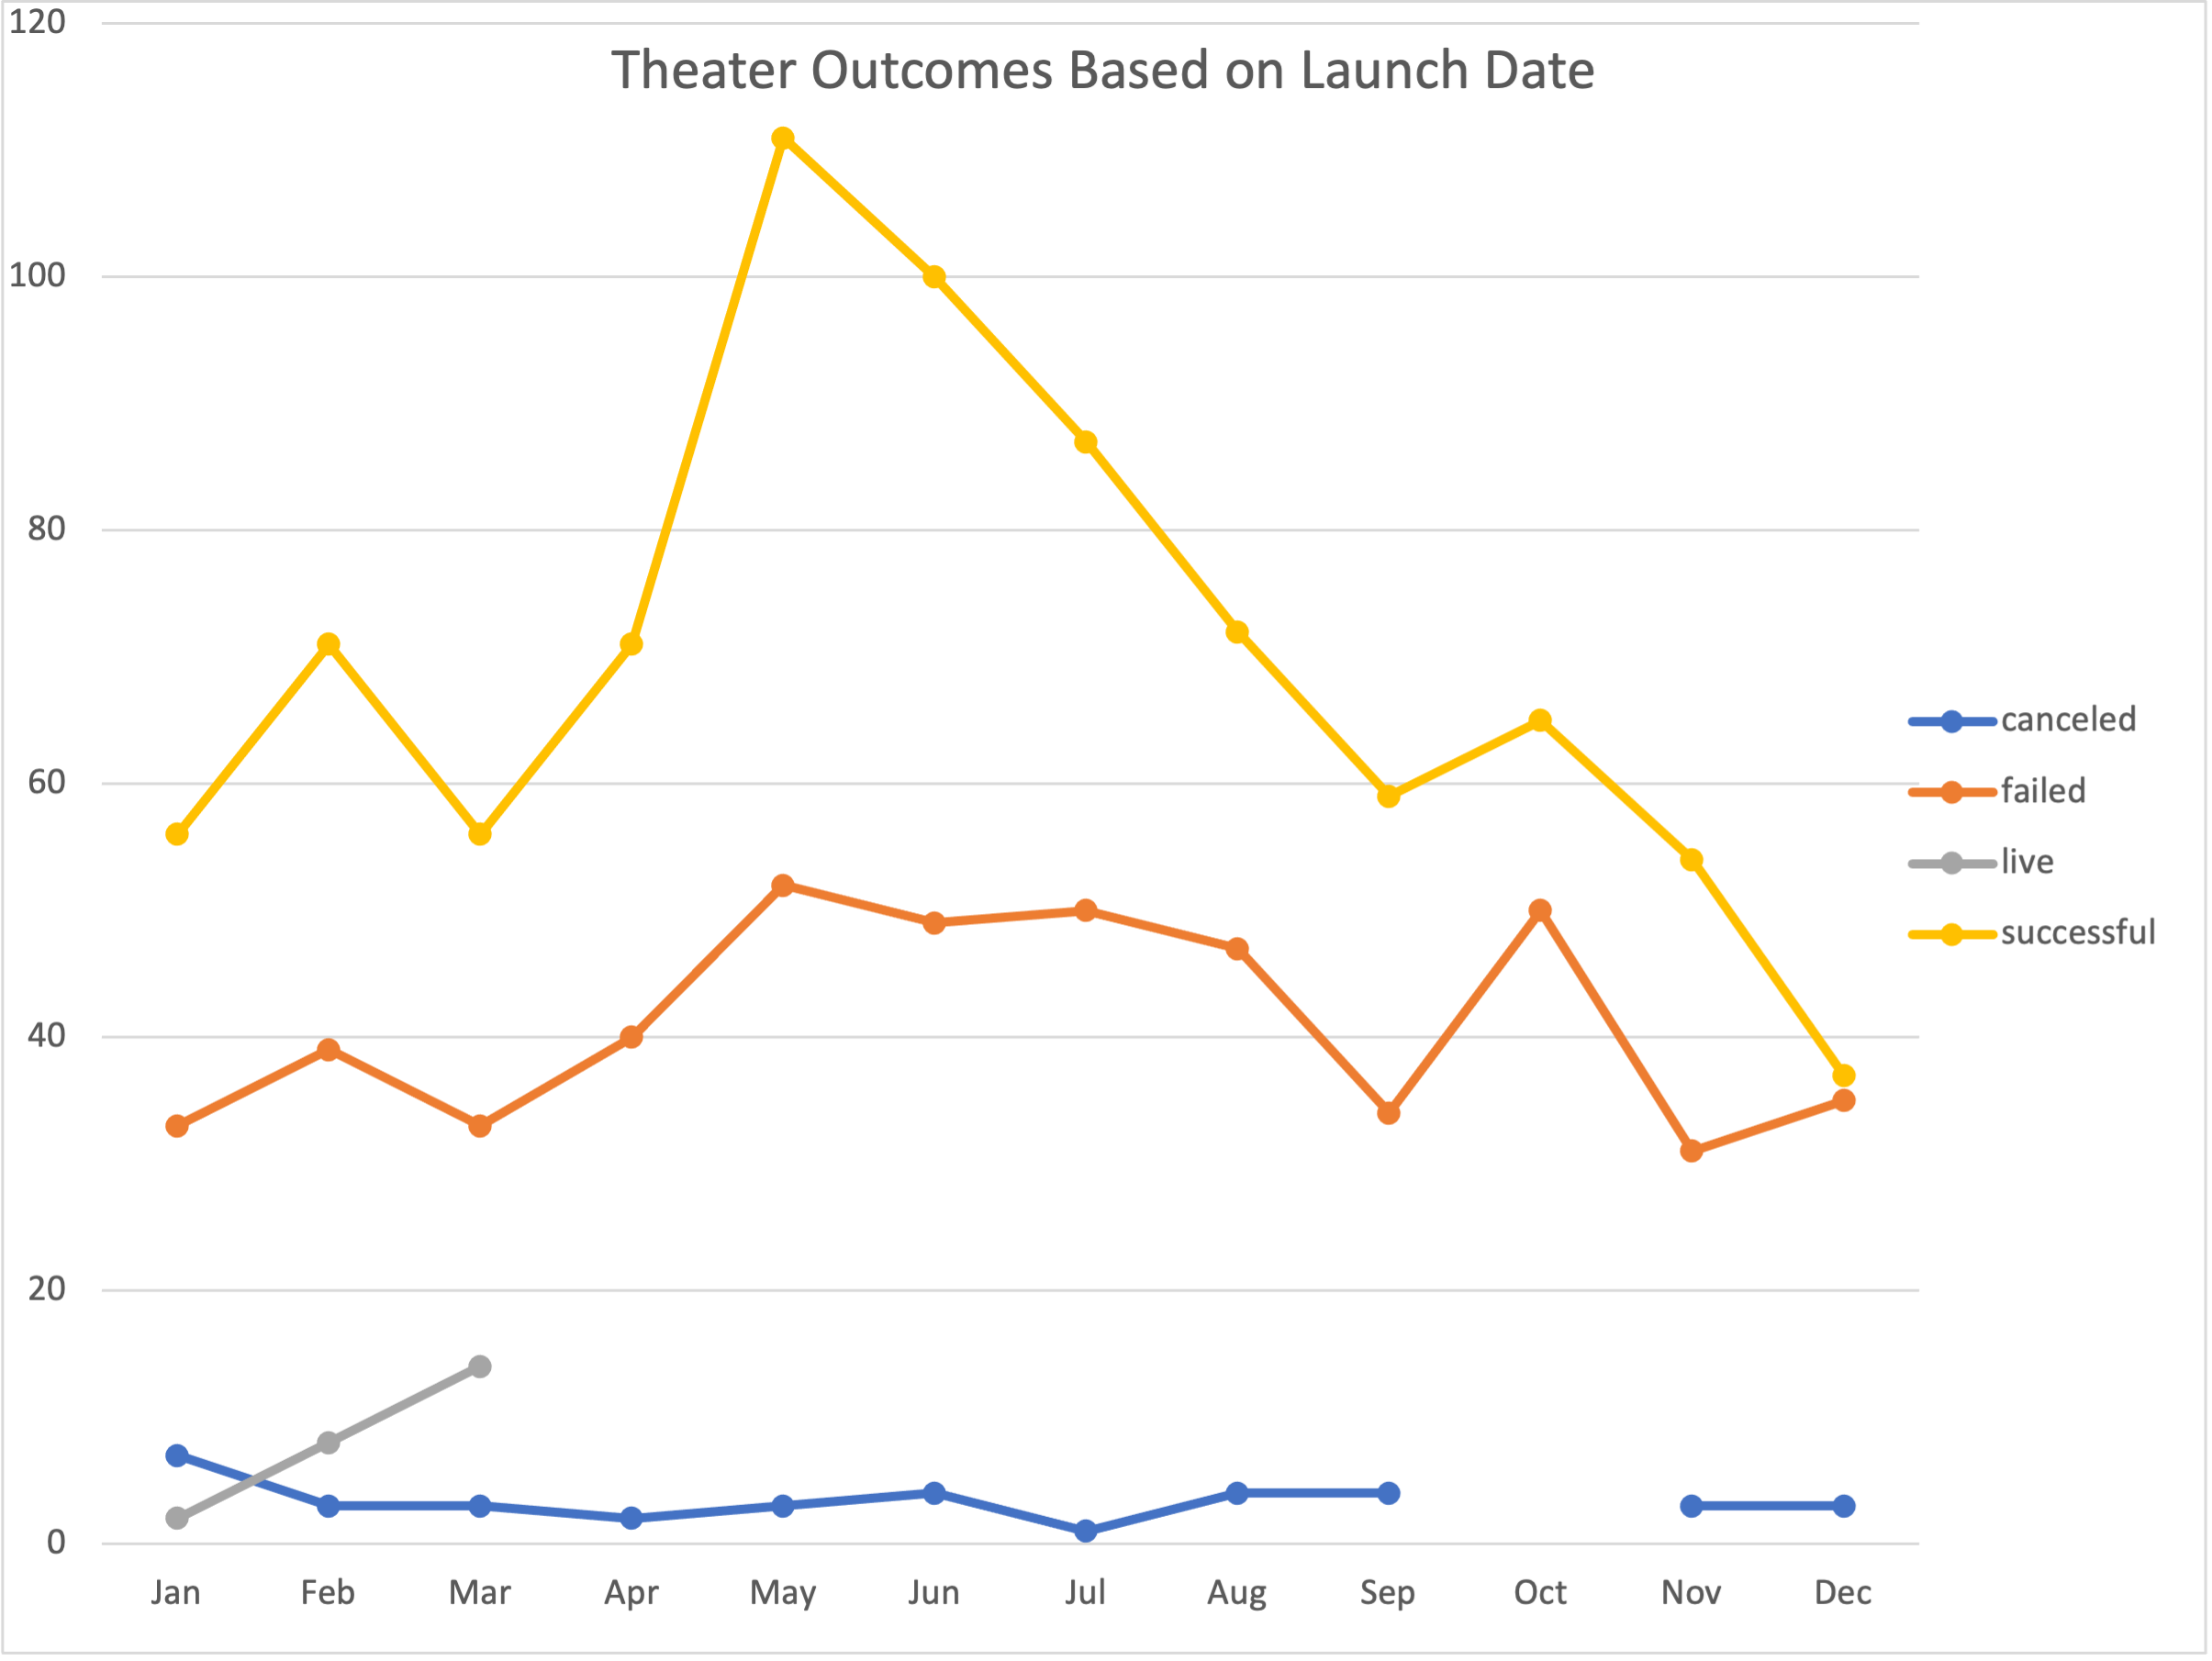 Theater Outcomes Based on Launch Date
120
100
80
60
40
20
0
Jan Feb Mar Apr May Jun Jul Aug Sep Oct Nov Dec
canceled
failed
live
successful